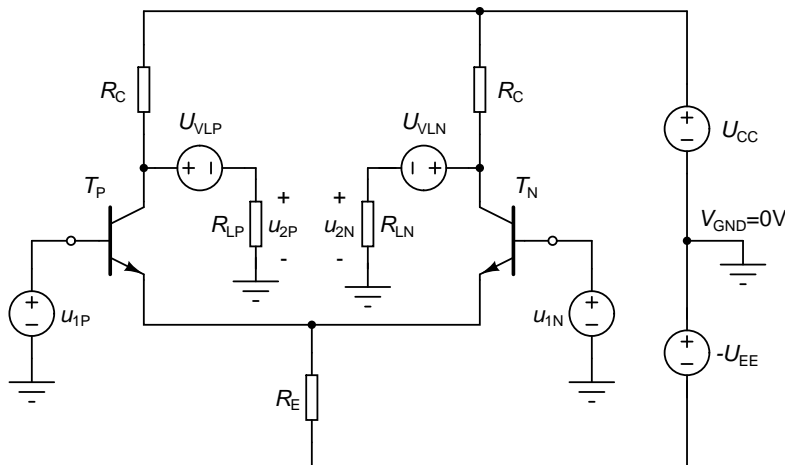 R_C
R_C
U_VLP
U_VLN
U_CC
+
−
+
−
−
+
T_P
T_N
+
+
R_LP
u_2P
u_2N
R_LN
-
-
V_GND=0V
+
−
u_1P
+
−
u_1N
+
−
-U_EE
R_E